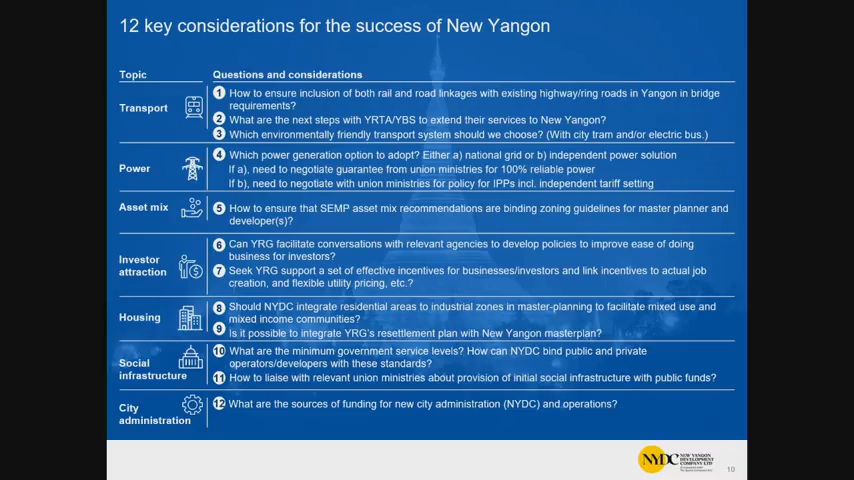 12 key considerations for the success of New Yangon
Topic
Questions and considerations
Transport
1 How to ensure inclusion of both rail and road linkages with existing highway/ring roads in Yangon in bridge
requirements?
2 What are the next steps with YRTA/YBS to extend their services to New Yangon?
3 Which environmentally friendly transport system should we choose? (With city tram and/or electric bus.)
Power
4 Which power generation option to adopt? Either a) national grid or b) independent power solution
If a), need to negotiate guarantee from union ministries for 100% reliable power
If b), need to negotiate with union ministries for policy for IPPs incl. independent tariff setting
Asset mix
5 How to ensure that SEMP asset mix recommendations are binding zoning guidelines for master planner and
developer(s)?
Investor
attraction
6 Can YRG facilitate conversations with relevant agencies to develop policies to improve ease of doing
business for investors?
7 Seek YRG support a set of effective incentives for businesses/investors and link incentives to actual job
creation, and flexible utility pricing, etc.?
Housing
8 Should NYDC integrate residential areas to industrial zones in master-planning to facilitate mixed use and
mixed income communities?
9 Is it possible to integrate YRG's resettlement plan with New Yangon masterplan?
Social
infrastructure
10 What are the minimum government service levels? How can NYDC bind public and private
operators/developers with these standards?
11 How to liaise with relevant union ministries about provision of initial social infrastructure with public funds?
City
administration
12 What are the sources of funding for new city administration (NYDC) and operations?
NYDC
NEW YANGON
DEVELOPMENT
COMPANY LTD
10